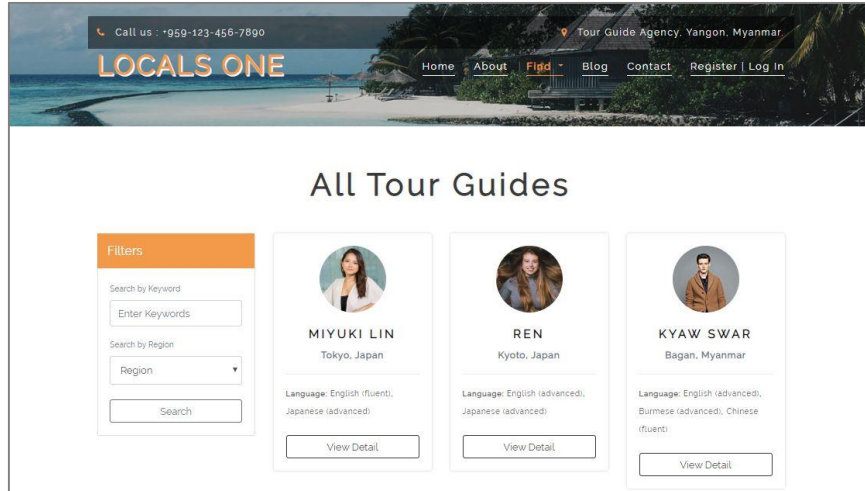 Call us : +959-123-456-7890
Tour Guide Agency, Yangon, Myanmar
LOCALS ONE
Home About Find Blog Contact Register | Log In
All Tour Guides
Filters
Search by Keyword
Enter Keywords
Search by Region
Region
Search
MIYUKI LIN
Tokyo, Japan
Language: English (fluent),
Japanese (advanced)
View Detail
REN
Kyoto, Japan
Language: English (advanced),
Japanese (advanced)
View Detail
KYAW SWAR
Bagan, Myanmar
Language: English (advanced),
Burmese (advanced), Chinese
(fluent)
View Detail